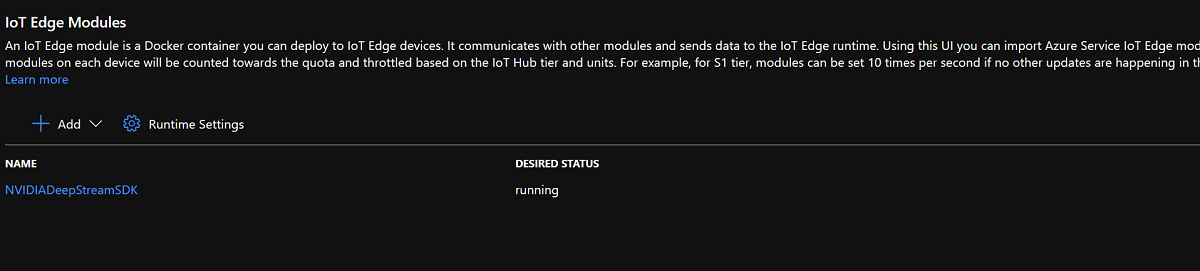 IoT Edge Modules
An IoT Edge module is a Docker container you can deploy to IoT Edge devices. It communicates with other modules and sends data to the IoT Edge runtime. Using this UI you can import Azure Service IoT Edge mod
modules on each device will be counted towards the quota and throttled based on the IoT Hub tier and units. For example, for S1 tier, modules can be set 10 times per second if no other updates are happening in th
Learn more
Add Runtime Settings
NAME DESIRED STATUS
NVIDIADeepStreamSDK running